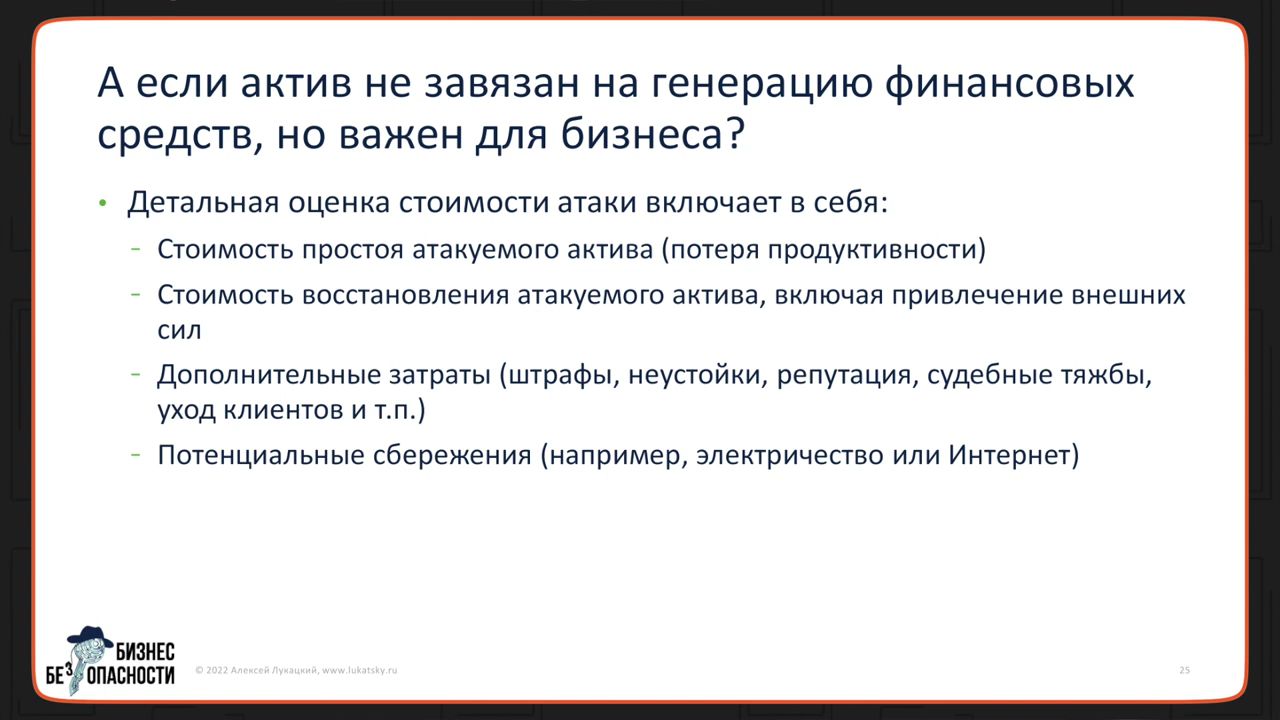 А если актив не завязан на генерацию финансовых
средств, но важен для бизнеса?
• Детальная оценка стоимости атаки включает в себя:
- Стоимость простоя атакуемого актива (потеря продуктивности)
- Стоимость восстановления атакуемого актива, включая привлечение внешних
сил
- Дополнительные затраты (штрафы, неустойки, репутация, судебные тяжбы,
уход клиентов и т.п.)
- Потенциальные сбережения (например, электричество или Интернет)
БИЗНЕС
БЕЗОПАСНОСТИ
© 2022 Алексей Лукацкий, www.lukatsky.ru
25